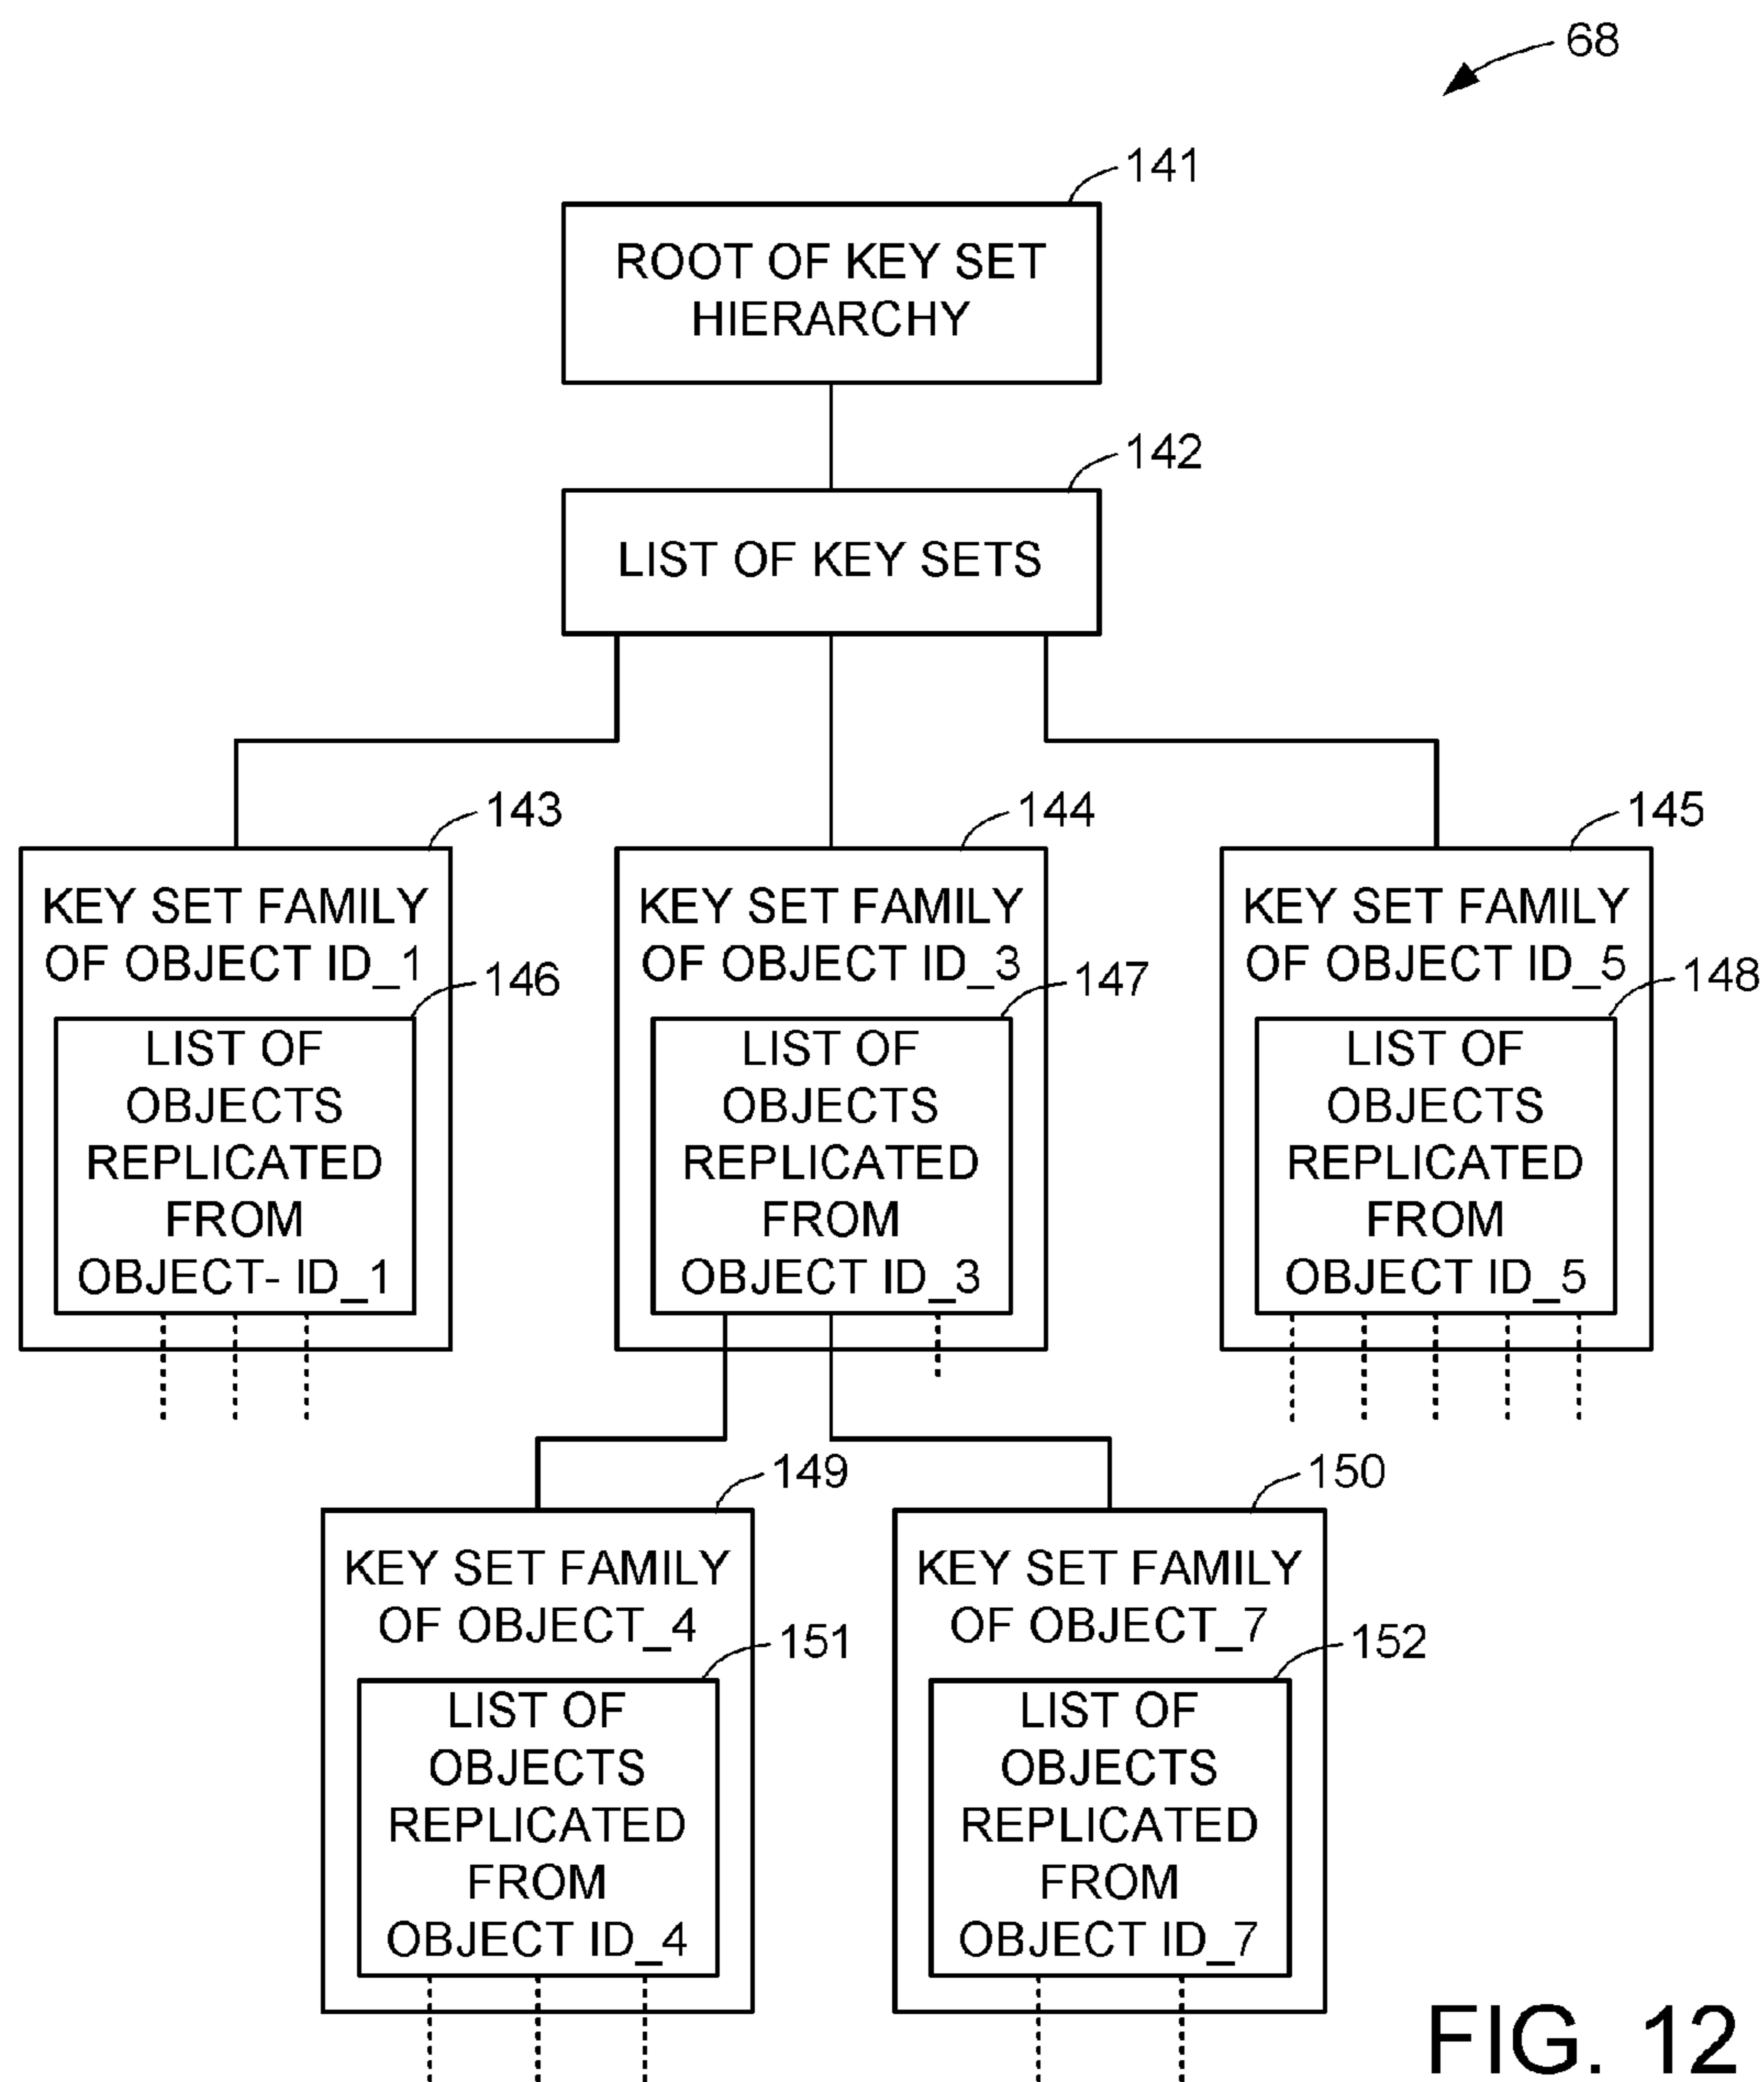 68
141
ROOT OF KEY SET
HIERARCHY
142
LIST OF KEY SETS
143
KEY SET FAMILY
OF OBJECT ID_1
146
LIST OF
OBJECTS
REPLICATED
FROM
OBJECT- ID_1
144
KEY SET FAMILY
OF OBJECT ID_3
147
LIST OF
OBJECTS
REPLICATED
FROM
OBJECT ID_3
145
KEY SET FAMILY
OF OBJECT ID_5
148
LIST OF
OBJECTS
REPLICATED
FROM
OBJECT ID_5
149
KEY SET FAMILY
OF OBJECT_4
151
LIST OF
OBJECTS
REPLICATED
FROM
OBJECT ID_4
150
KEY SET FAMILY
OF OBJECT_7
152
LIST OF
OBJECTS
REPLICATED
FROM
OBJECT ID_7
FIG. 12